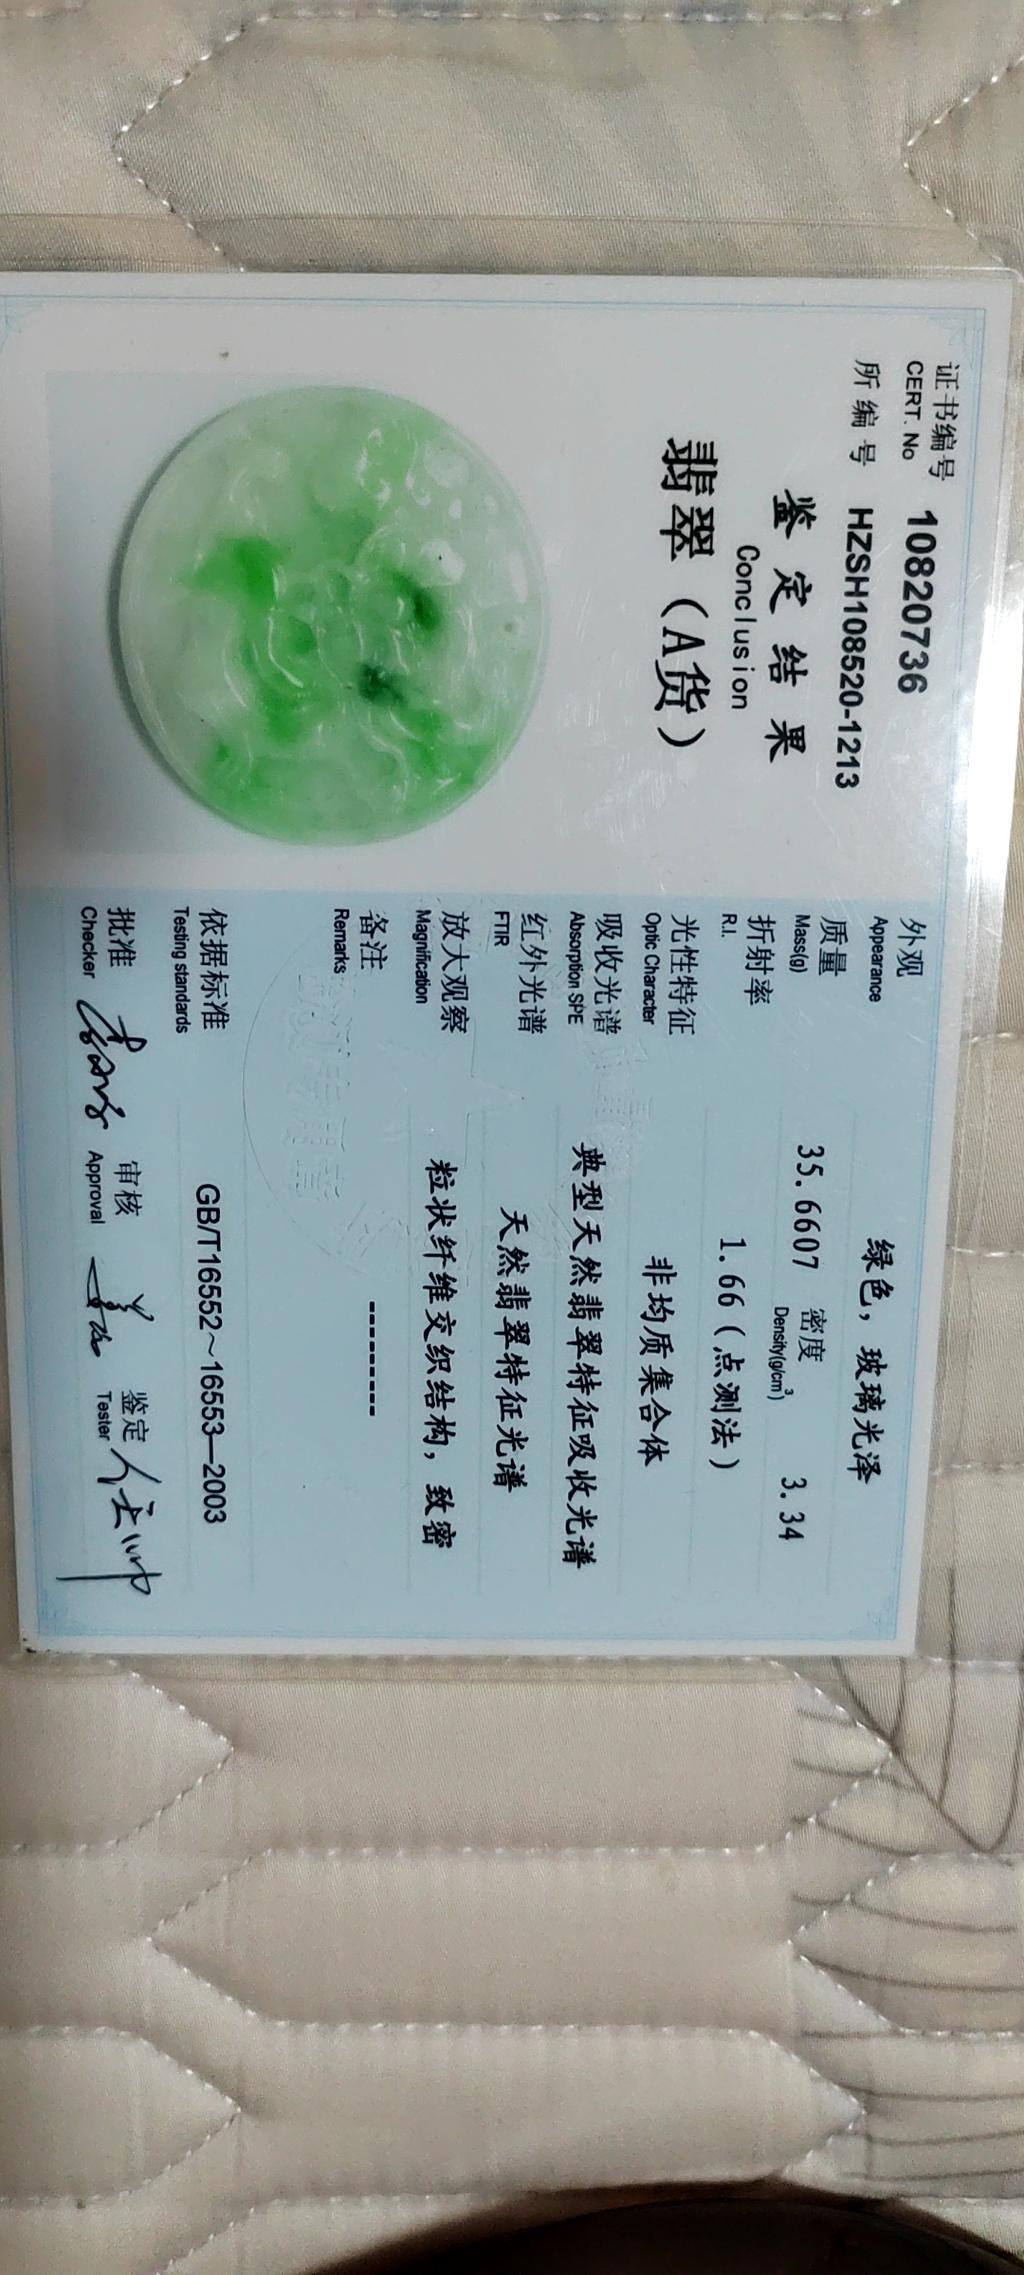 证书编号 10820736
CERT. No
所编号 HZSH108520-1213
鉴定结果
Conclusion
翡翠（A货）
外观 绿色，玻璃光泽
Appearance
质量 35.6607 密度 3.34
Mass(g) Density(g/cm³)
折射率 1.66（点测法）
R.I.
光性特征 非均质集合体
Optic Character
吸收光谱 典型天然翡翠特征吸收光谱
Absorption SPE
红外光谱 天然翡翠特征光谱
FTIR
放大观察 粒状纤维交织结构，致密
Magnification
备注 ---------
Remarks
依据标准 GB/T16552～16553—2003
Testing standards
批准 审核 鉴定
Checker Approval Tester